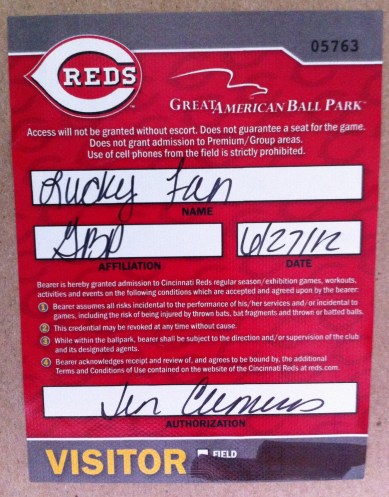 05763
REDS
GREAT AMERICAN BALL PARK
Access will not be granted without escort. Does not guarantee a seat for the game.
Does not grant admission to Premium/Group areas.
Use of cell phones from the field is strictly prohibited.
Lucky Fan
NAME
GBP 6/27/12
AFFILIATION DATE
Bearer is hereby granted admission to Cincinnati Reds regular season/exhibition games, workouts,
activities and events on the following conditions which are accepted and agreed upon by the bearer:
1 Bearer assumes all risks incidental to the performance of his/her services and/or incidental to
games, including the risk of being injured by thrown bats, bat fragments and thrown or batted balls.
2 This credential may be revoked at any time without cause.
3 While within the ballpark, bearer shall be subject to the direction and/or supervision of the club
and its designated agents.
4 Bearer acknowledges receipt and review of, and agrees to be bound by, the additional
Terms and Conditions of Use contained on the website of the Cincinnati Reds at reds.com.
Jen Clemens
AUTHORIZATION
VISITOR FIELD